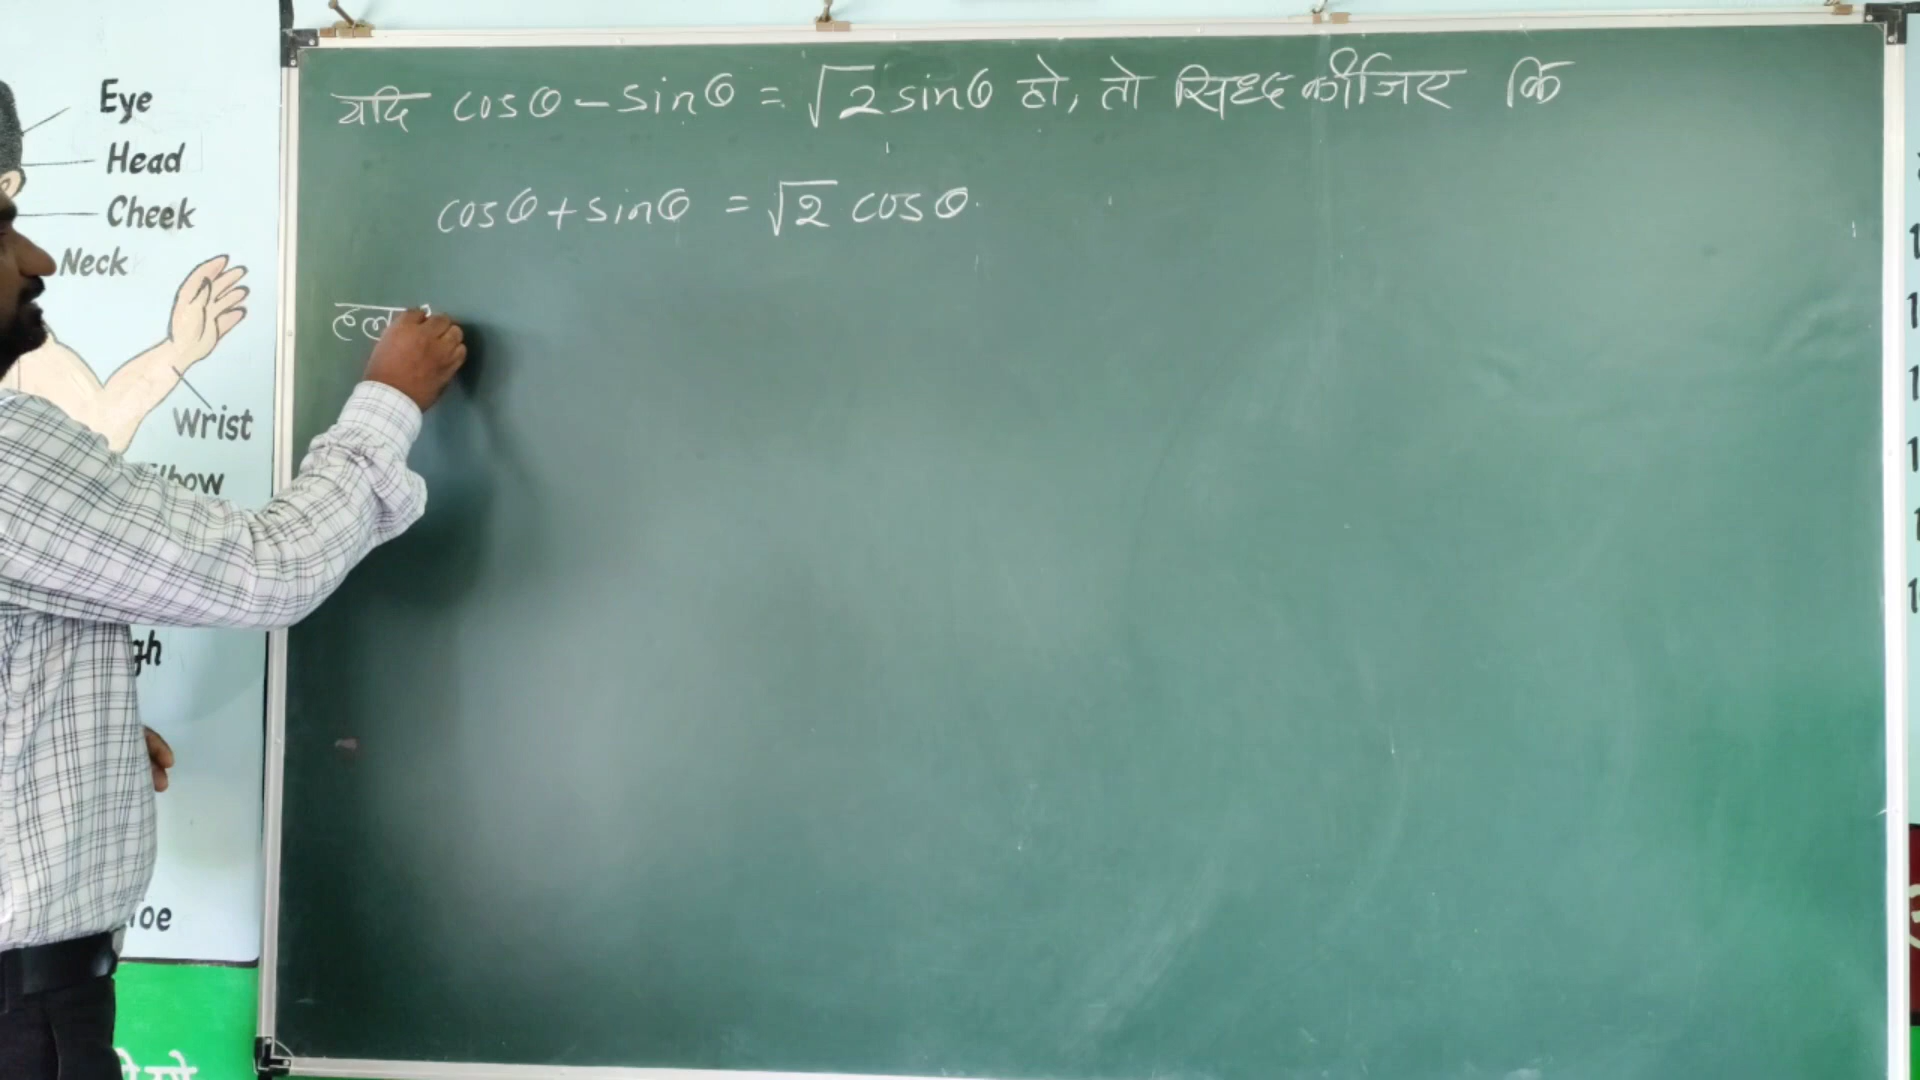 Eye
Head
Cheek
Neck
Wrist
यदि cosθ - sinθ = √2 sinθ हो, तो सिध्द कीजिए कि
cosθ + sinθ = √2 cosθ.
हल